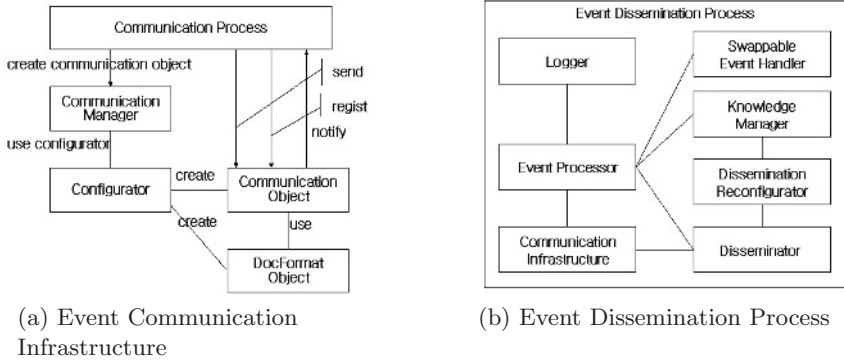 Communication Process
create communication object
send
Communication
Manager
regist
notify
use configurator
Configurator
create
Communication
Object
create
use
DocFormat
Object
(a) Event Communication
Infrastructure
Event Dissemination Process
Logger
Swappable
Event Handler
Knowledge
Manager
Event Processor
Dissemination
Reconfigurator
Communication
Infrastructure
Disseminator
(b) Event Dissemination Process